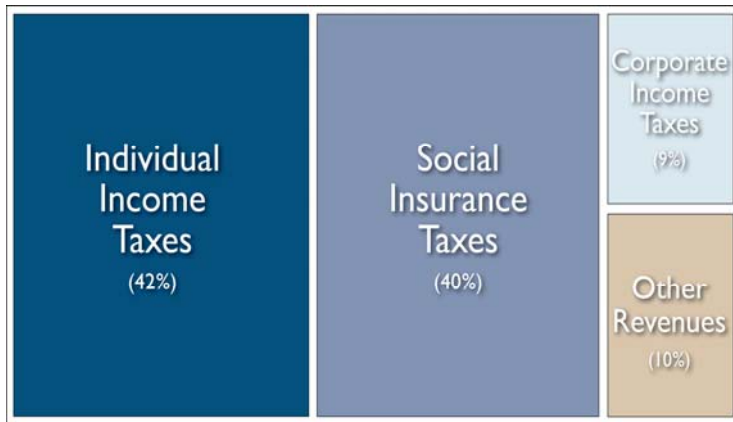 Individual
Income
Taxes
(42%)
Social
Insurance
Taxes
(40%)
Corporate
Income
Taxes
(9%)
Other
Revenues
(10%)